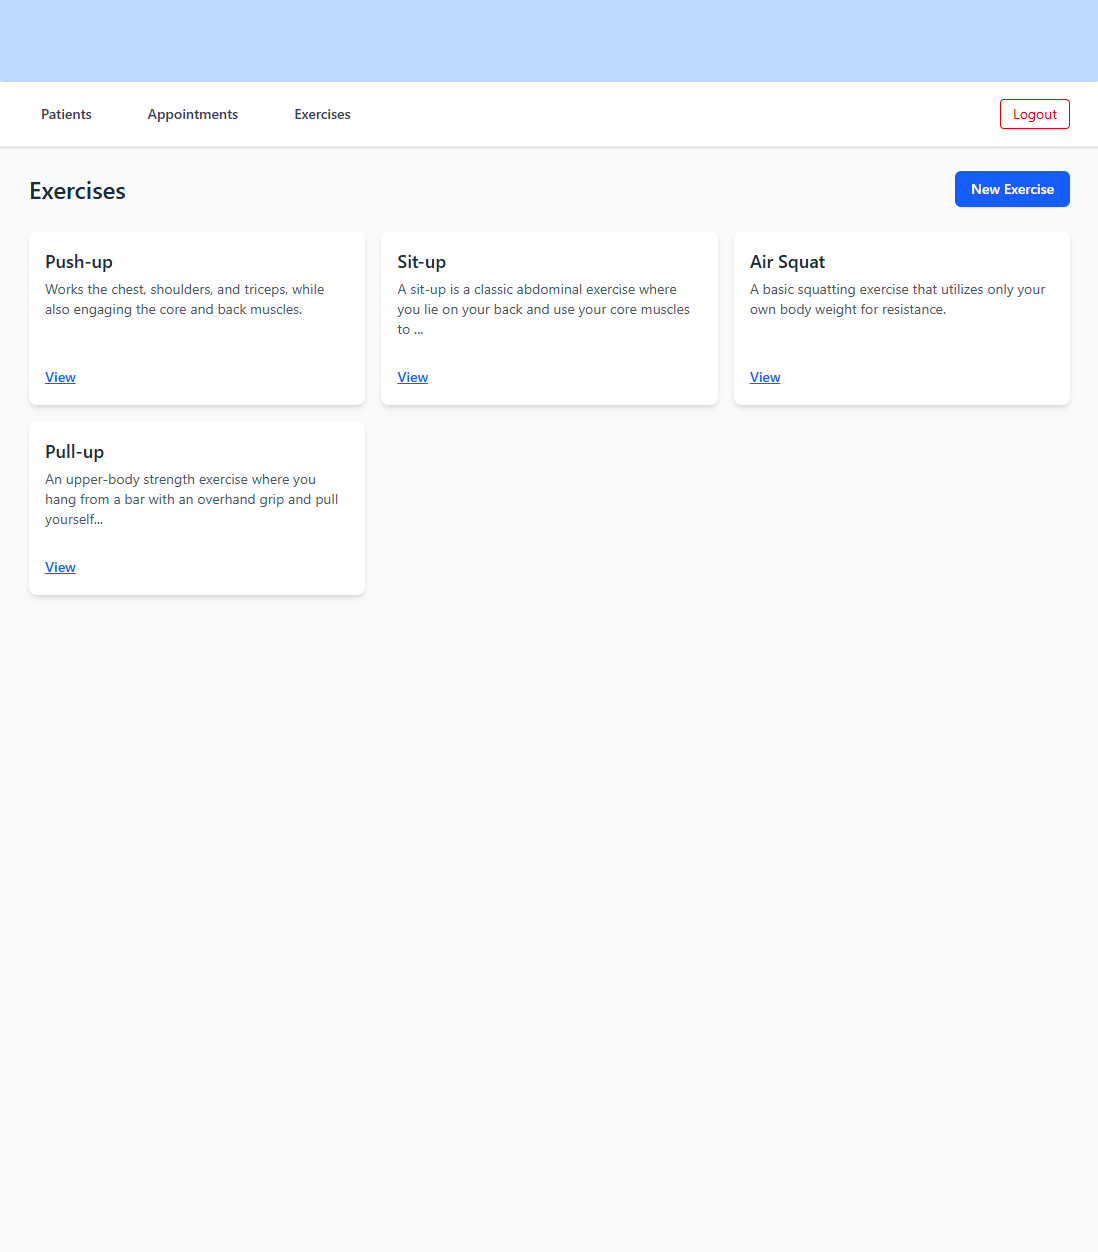 Patients
Appointments
Exercises
Logout
Exercises
New Exercise
Push-up
Works the chest, shoulders, and triceps, while
also engaging the core and back muscles.
View
Sit-up
A sit-up is a classic abdominal exercise where
you lie on your back and use your core muscles
to ...
View
Air Squat
A basic squatting exercise that utilizes only your
own body weight for resistance.
View
Pull-up
An upper-body strength exercise where you
hang from a bar with an overhand grip and pull
yourself...
View